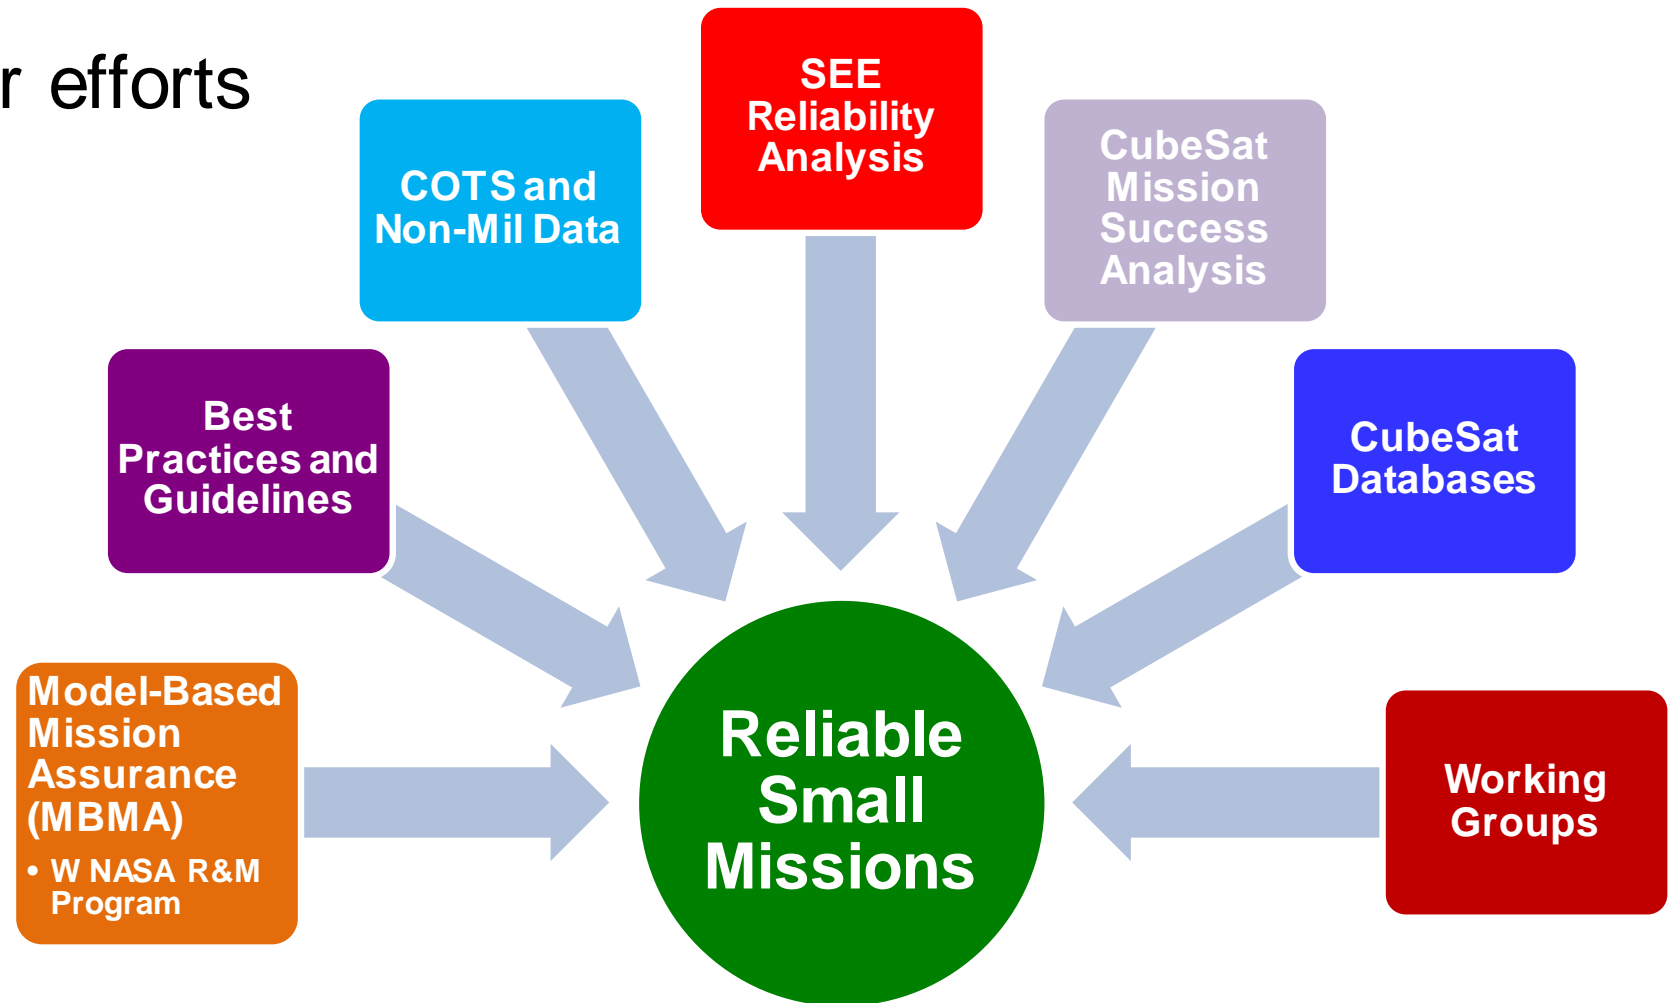 r efforts
SEE
Reliability
Analysis
COTS and
Non-Mil Data
CubeSat
Mission
Success
Analysis
Best
Practices and
Guidelines
CubeSat
Databases
Model-Based
Mission
Assurance
(MBMA)
• W NASA R&M
Program
Reliable
Small
Missions
Working
Groups